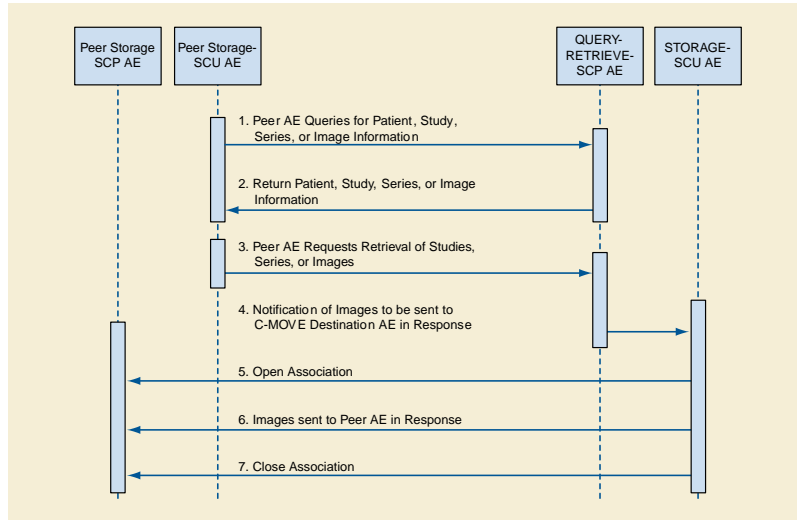 Peer Storage
SCP AE
Peer Storage-
SCU AE
QUERY-
RETRIEVE-
SCP AE
STORAGE-
SCU AE
1. Peer AE Queries for Patient, Study,
Series, or Image Information
2. Return Patient, Study, Series, or Image
Information
3. Peer AE Requests Retrieval of Studies,
Series, or Images
4. Notification of Images to be sent to
C-MOVE Destination AE in Response
5. Open Association
6. Images sent to Peer AE in Response
7. Close Association